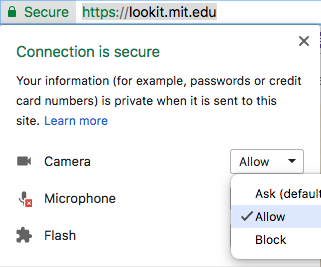 Secure https://lookit.mit.edu
Connection is secure
Your information (for example, passwords or credit
card numbers) is private when it is sent to this
site. Learn more
Camera Allow
Microphone Ask (defaul
Allow
Flash Block